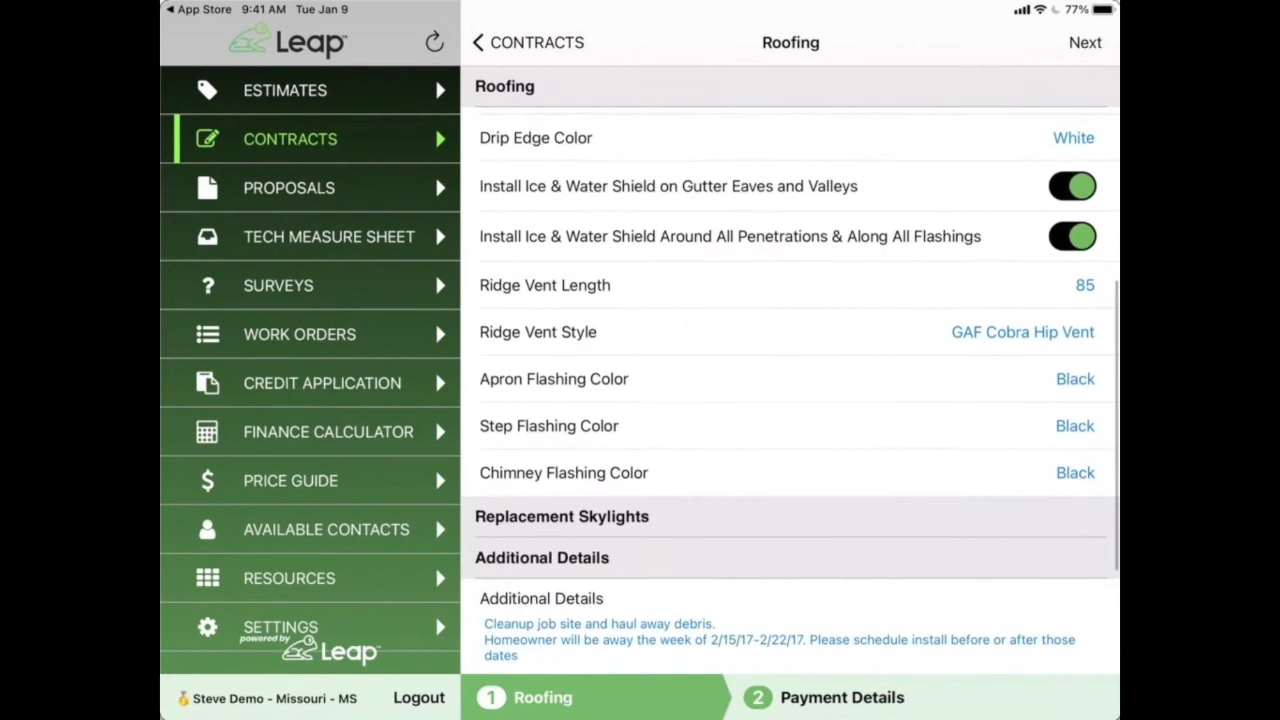 App Store 9:41 AM Tue Jan 9
77%
Leap™
ESTIMATES
CONTRACTS
PROPOSALS
TECH MEASURE SHEET
SURVEYS
WORK ORDERS
CREDIT APPLICATION
FINANCE CALCULATOR
PRICE GUIDE
AVAILABLE CONTACTS
RESOURCES
SETTINGS
powered by
Leap™
Steve Demo - Missouri - MS Logout
CONTRACTS Roofing Next
Roofing
Drip Edge Color White
Install Ice & Water Shield on Gutter Eaves and Valleys
Install Ice & Water Shield Around All Penetrations & Along All Flashings
Ridge Vent Length 85
Ridge Vent Style GAF Cobra Hip Vent
Apron Flashing Color Black
Step Flashing Color Black
Chimney Flashing Color Black
Replacement Skylights
Additional Details
Additional Details
Cleanup job site and haul away debris.
Homeowner will be away the week of 2/15/17-2/22/17. Please schedule install before or after those
dates
1 Roofing 2 Payment Details